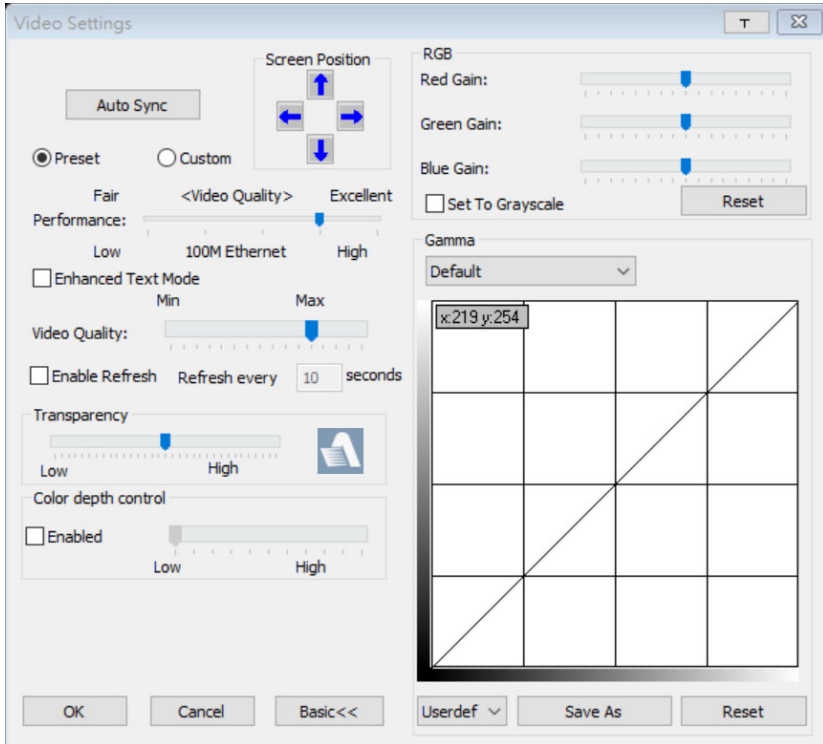 Video Settings
T
Auto Sync
Screen Position
Preset
Custom
Fair <Video Quality> Excellent
Performance:
Low 100M Ethernet High
Enhanced Text Mode
Min Max
Video Quality:
Enable Refresh Refresh every 10 seconds
Transparency
Low High
Color depth control
Enabled
Low High
OK
Cancel
Basic<<
RGB
Red Gain:
Green Gain:
Blue Gain:
Set To Grayscale
Reset
Gamma
Default
x:219 y:254
Userdef
Save As
Reset